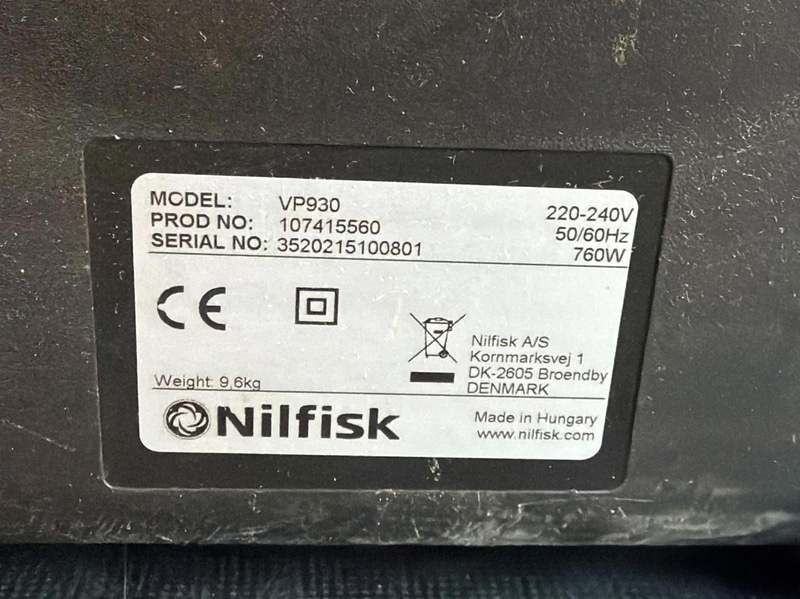 MODEL: VP930
PROD NO: 107415560
SERIAL NO: 3520215100801
220-240V
50/60Hz
760W
CE
Nilfisk A/S
Kornmarksvej 1
DK-2605 Broendby
DENMARK
Weight: 9,6kg
Nilfisk
Made in Hungary
www.nilfisk.com